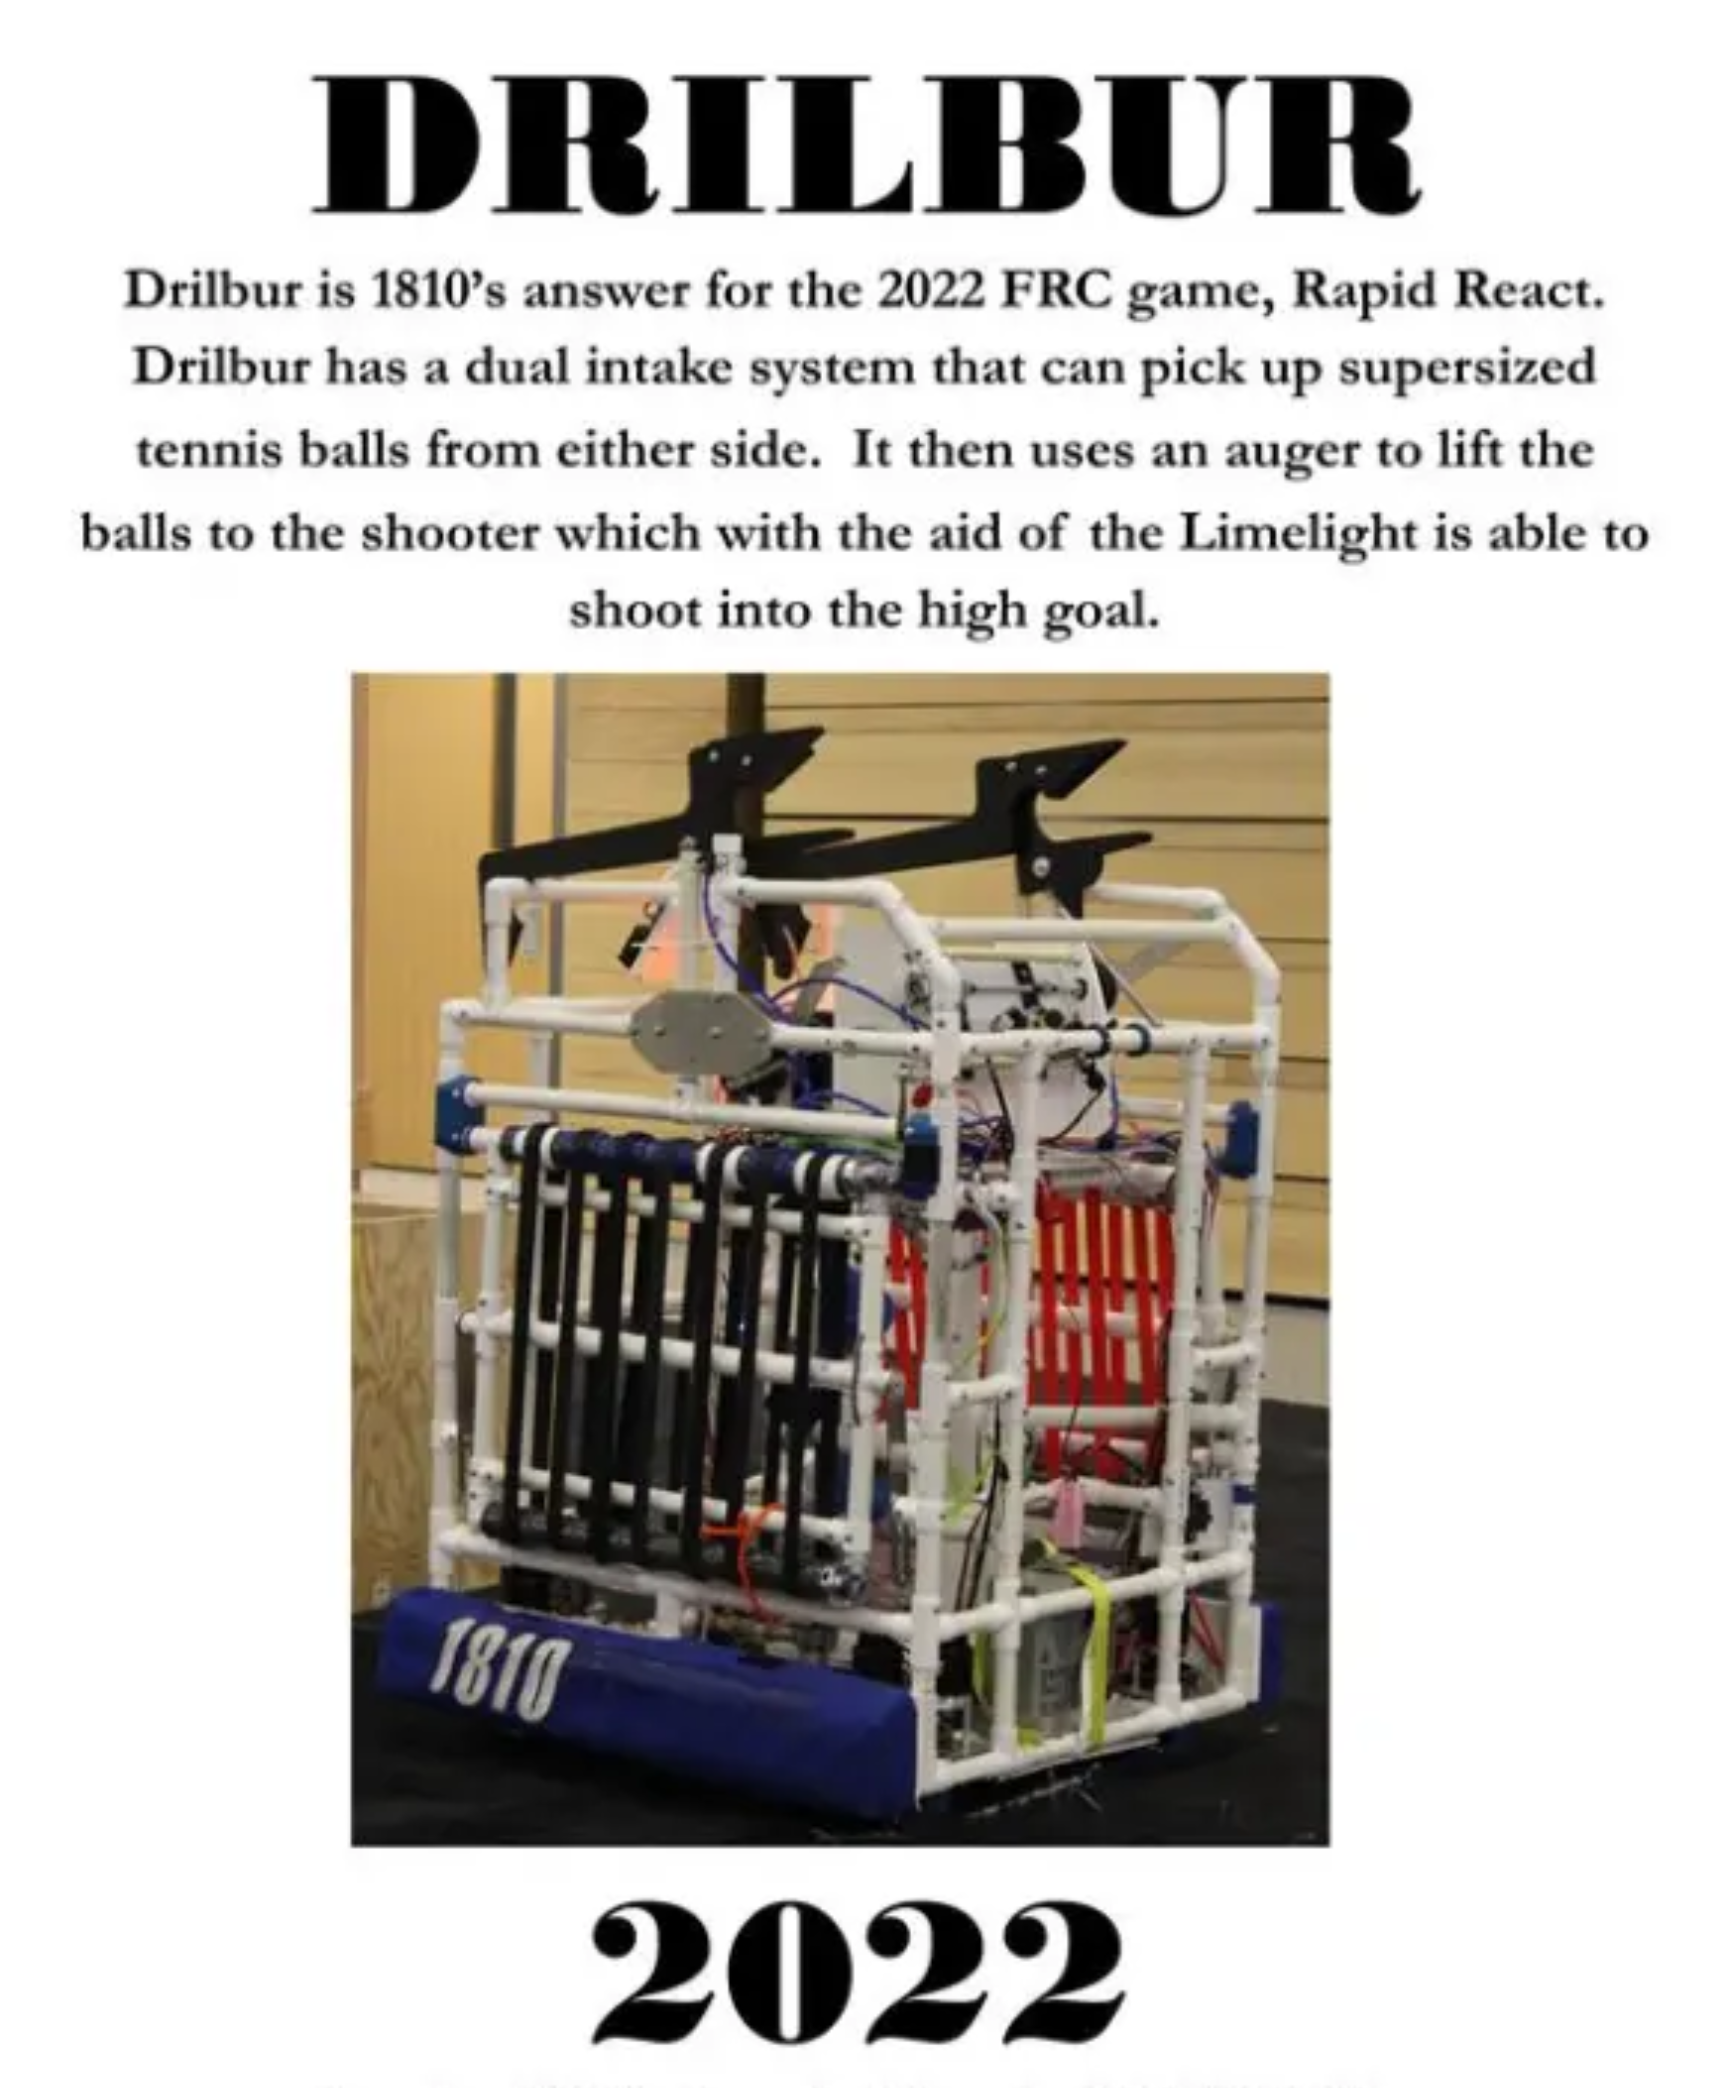 DRILBUR
Drilbur is 1810's answer for the 2022 FRC game, Rapid React.
Drilbur has a dual intake system that can pick up supersized
tennis balls from either side. It then uses an auger to lift the
balls to the shooter which with the aid of the Limelight is able to
shoot into the high goal.
1810
2022